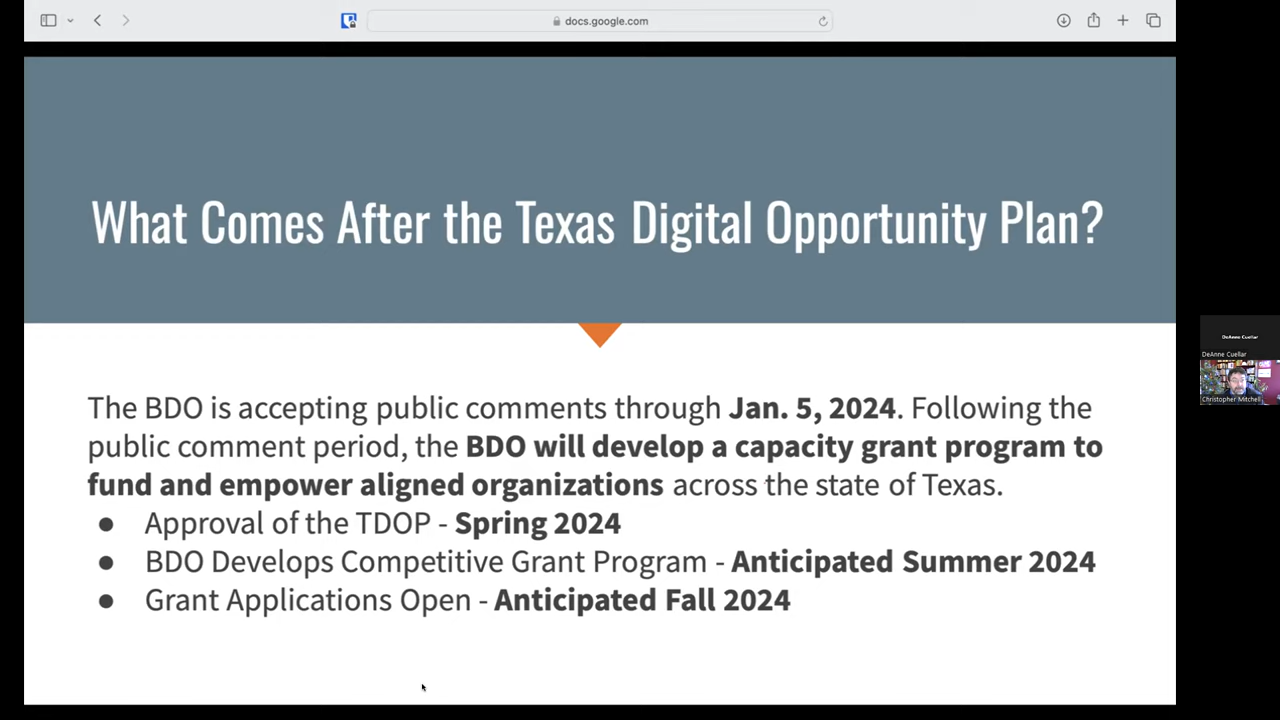 docs.google.com
What Comes After the Texas Digital Opportunity Plan?
The BDO is accepting public comments through Jan. 5, 2024. Following the
public comment period, the BDO will develop a capacity grant program to
fund and empower aligned organizations across the state of Texas.
● Approval of the TDOP - Spring 2024
● BDO Develops Competitive Grant Program - Anticipated Summer 2024
● Grant Applications Open - Anticipated Fall 2024
DeAnne Cuellar
DeAnne Cuellar
Christopher Mitchell